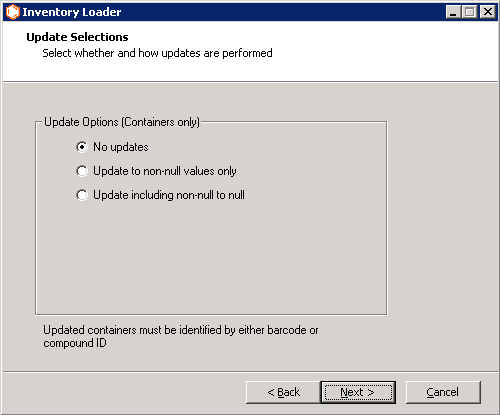 Inventory Loader
Update Selections
Select whether and how updates are performed
Update Options (Containers only)
No updates
Update to non-null values only
Update including non-null to null
Updated containers must be identified by either barcode or
compound ID
< Back
Next >
Cancel